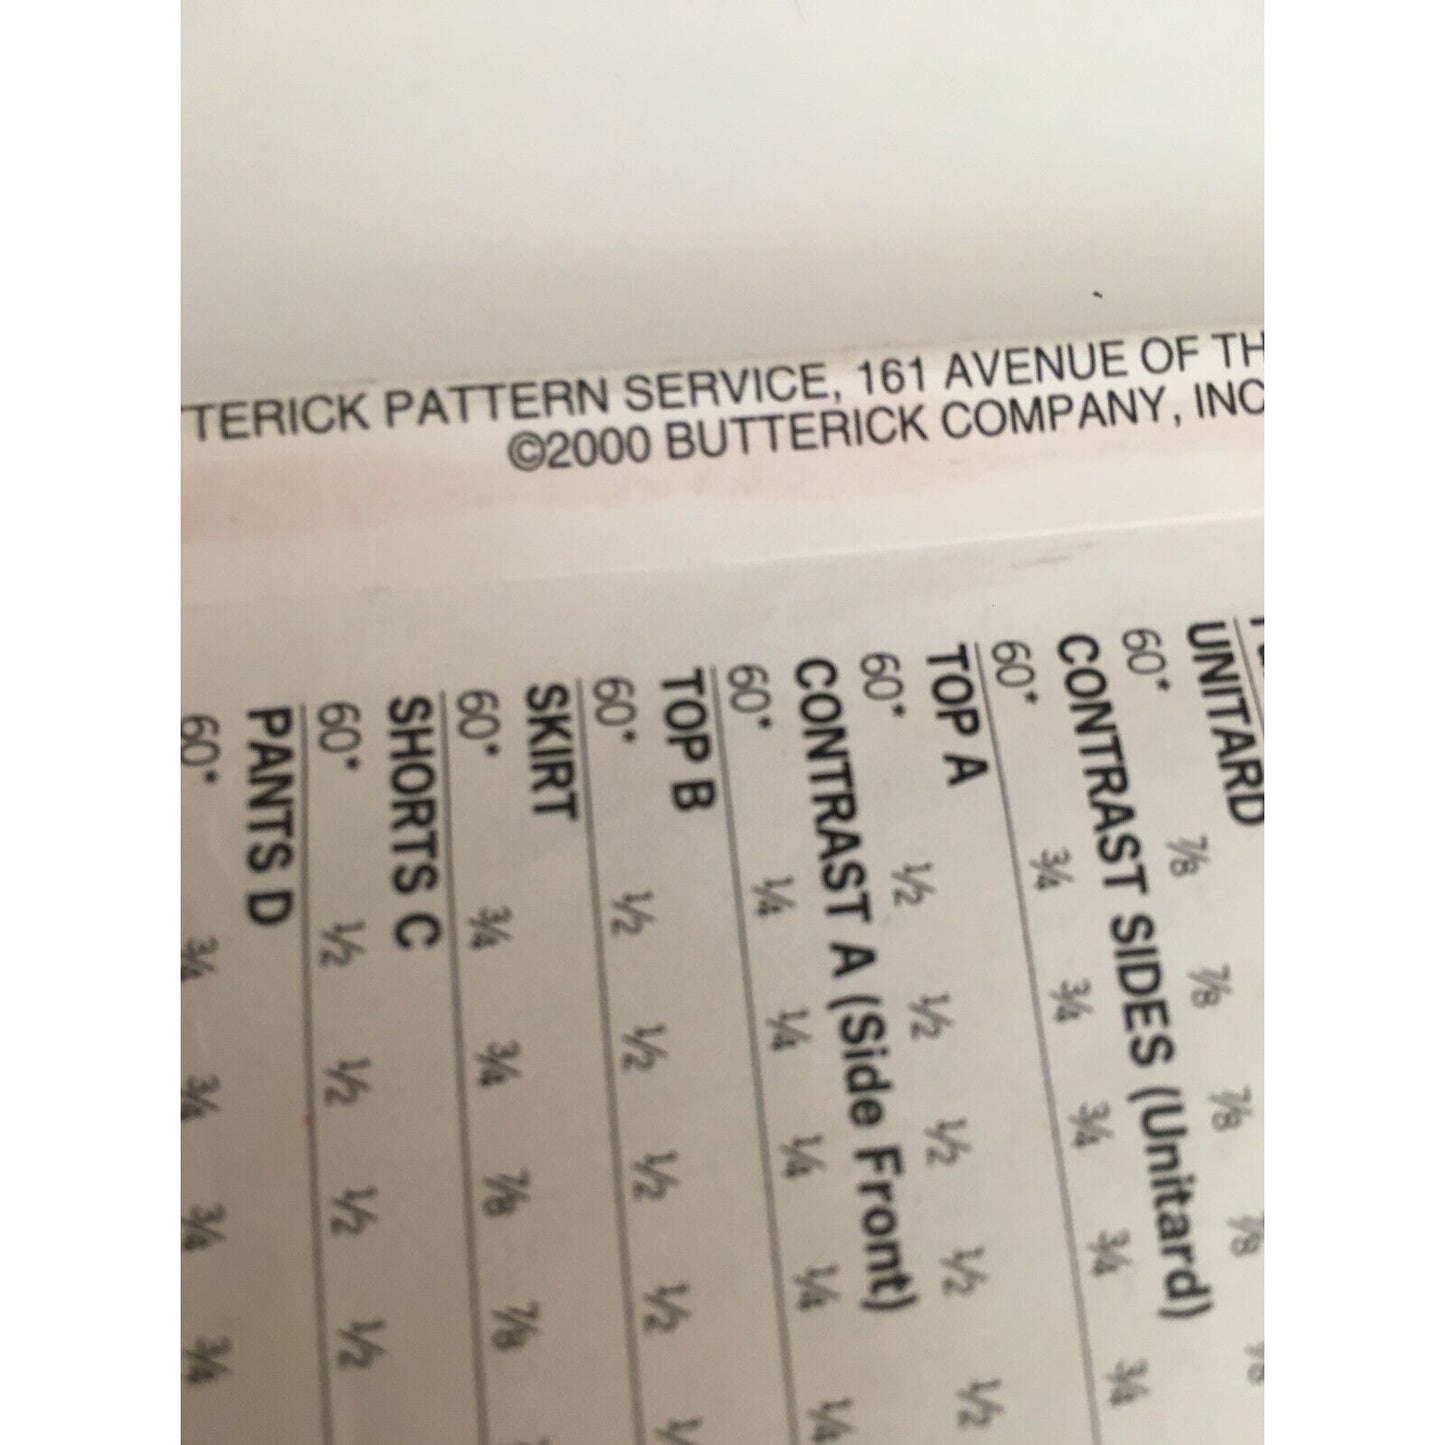 TTERICK PATTERN SERVICE, 161 AVENUE OF TH
©2000 BUTTERICK COMPANY, INC
UNITARD
60* ⅞ ⅞ ⅞ ⅞
CONTRAST SIDES (Unitard)
60* ¾ ¾ ¾ ¾ ¾
TOP A
60* ½ ½ ½ ½ ½
CONTRAST A (Side Front)
60* ¼ ¼ ¼ ¼ ¼
TOP B
60* ½ ½ ½ ½
SKIRT
60* ¾ ¾ ⅞ ⅞
SHORTS C
60* ½ ½ ½ ½
PANTS D
60* ¾ ¾ ¾ ¾